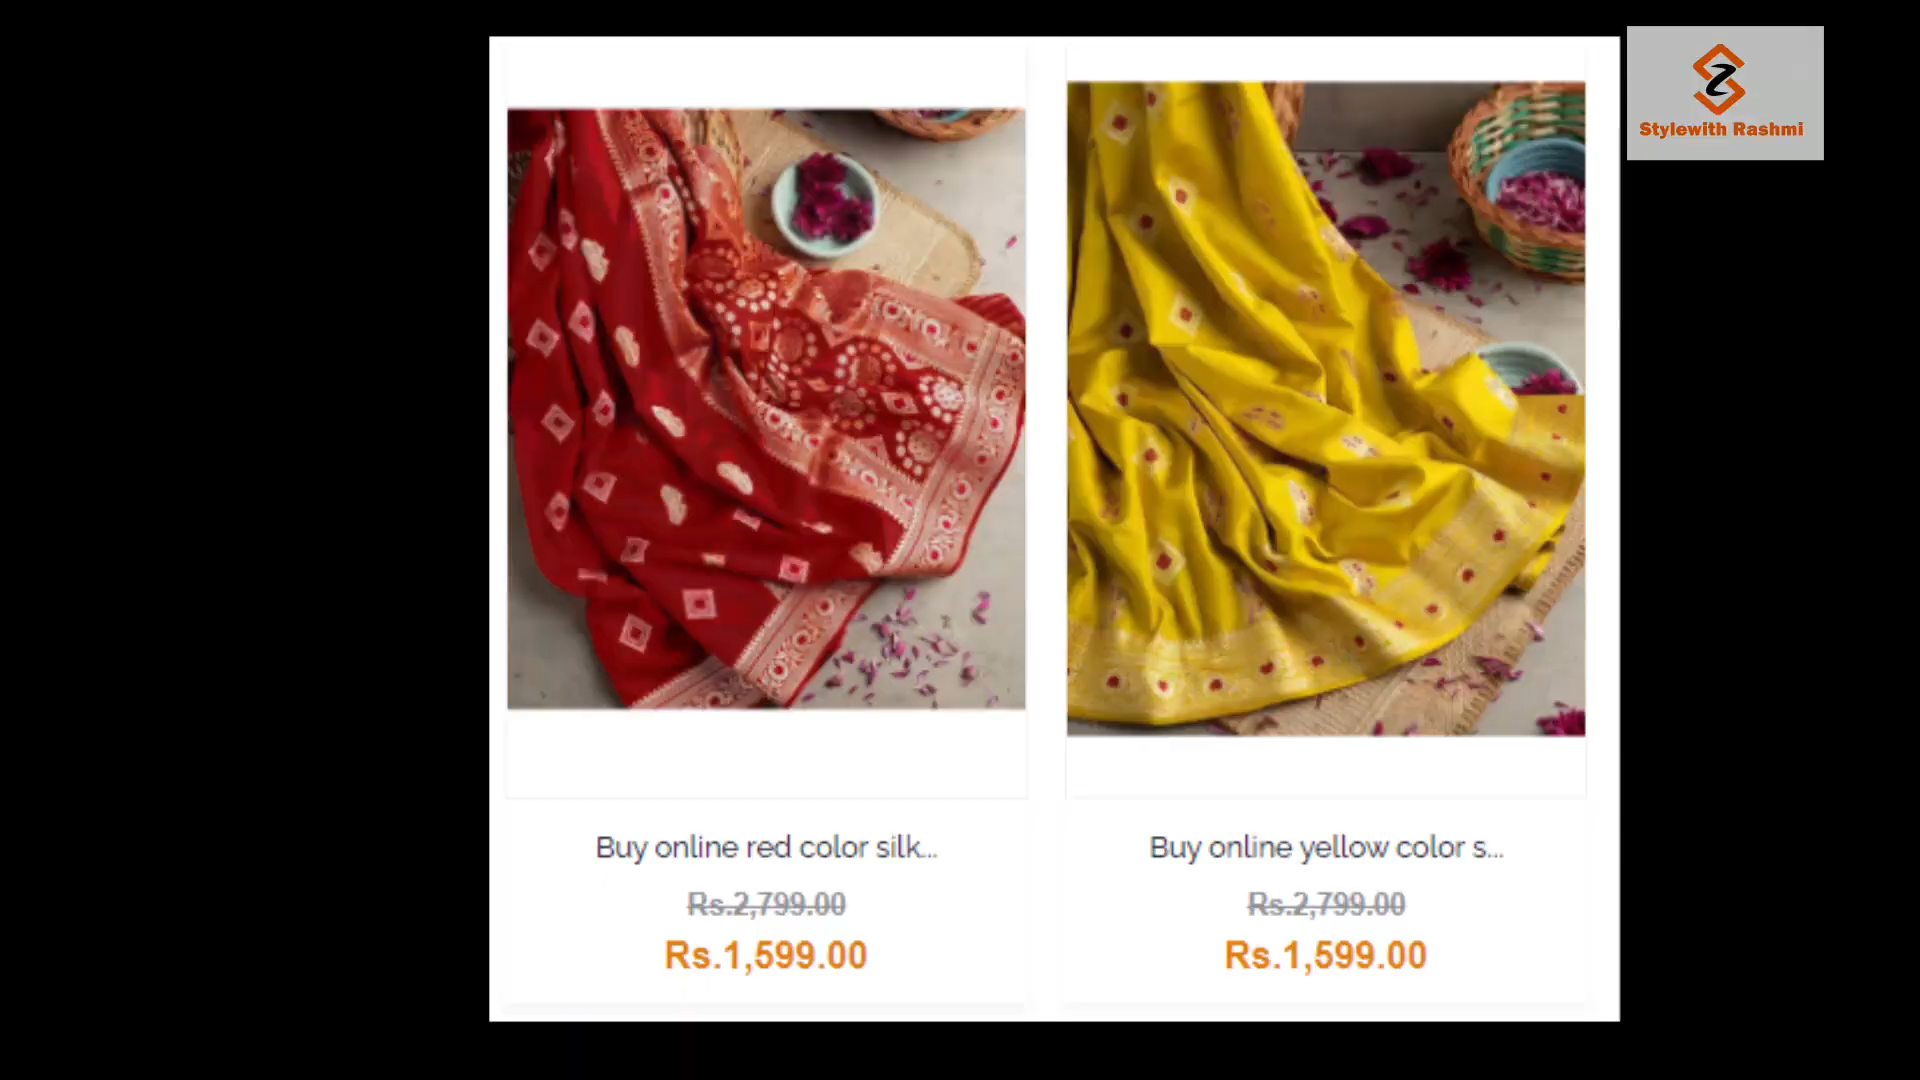 Stylewith Rashmi
Buy online red color silk...
Rs.2,799.00
Rs.1,599.00
Buy online yellow color s...
Rs.2,799.00
Rs.1,599.00